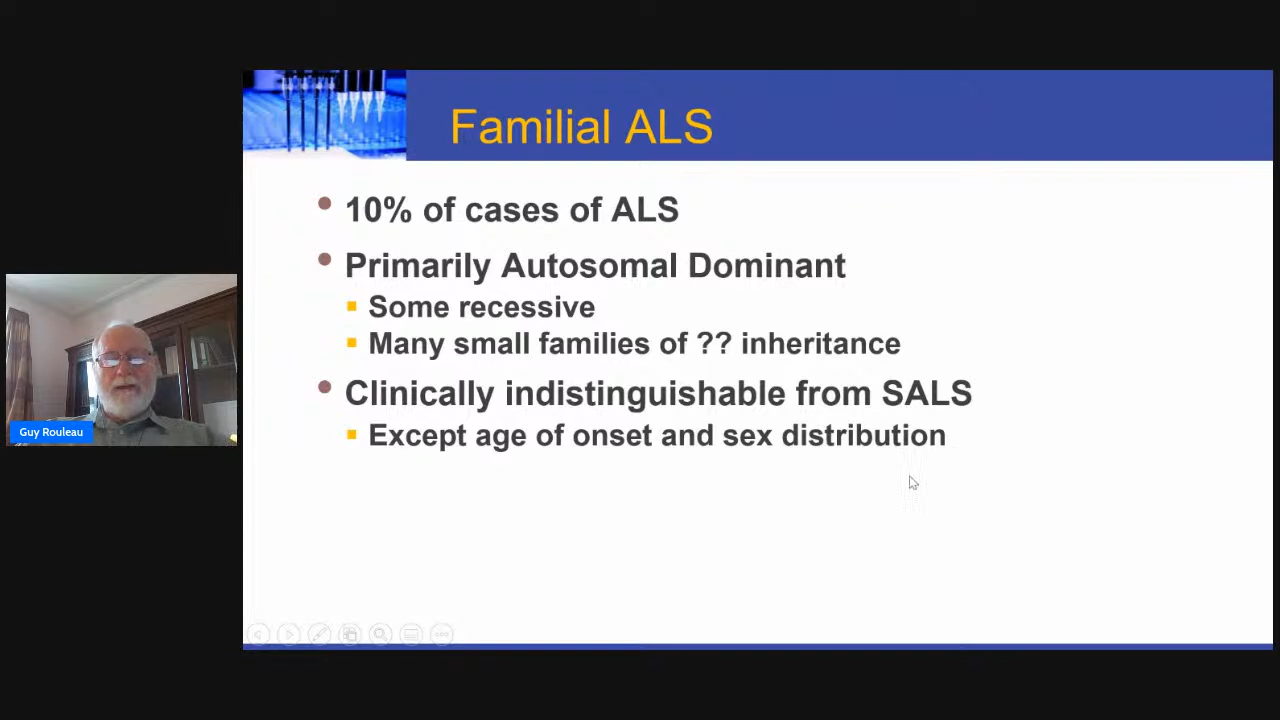 Familial ALS
10% of cases of ALS
Primarily Autosomal Dominant
Some recessive
Many small families of ?? inheritance
Clinically indistinguishable from SALS
Except age of onset and sex distribution
Guy Rouleau